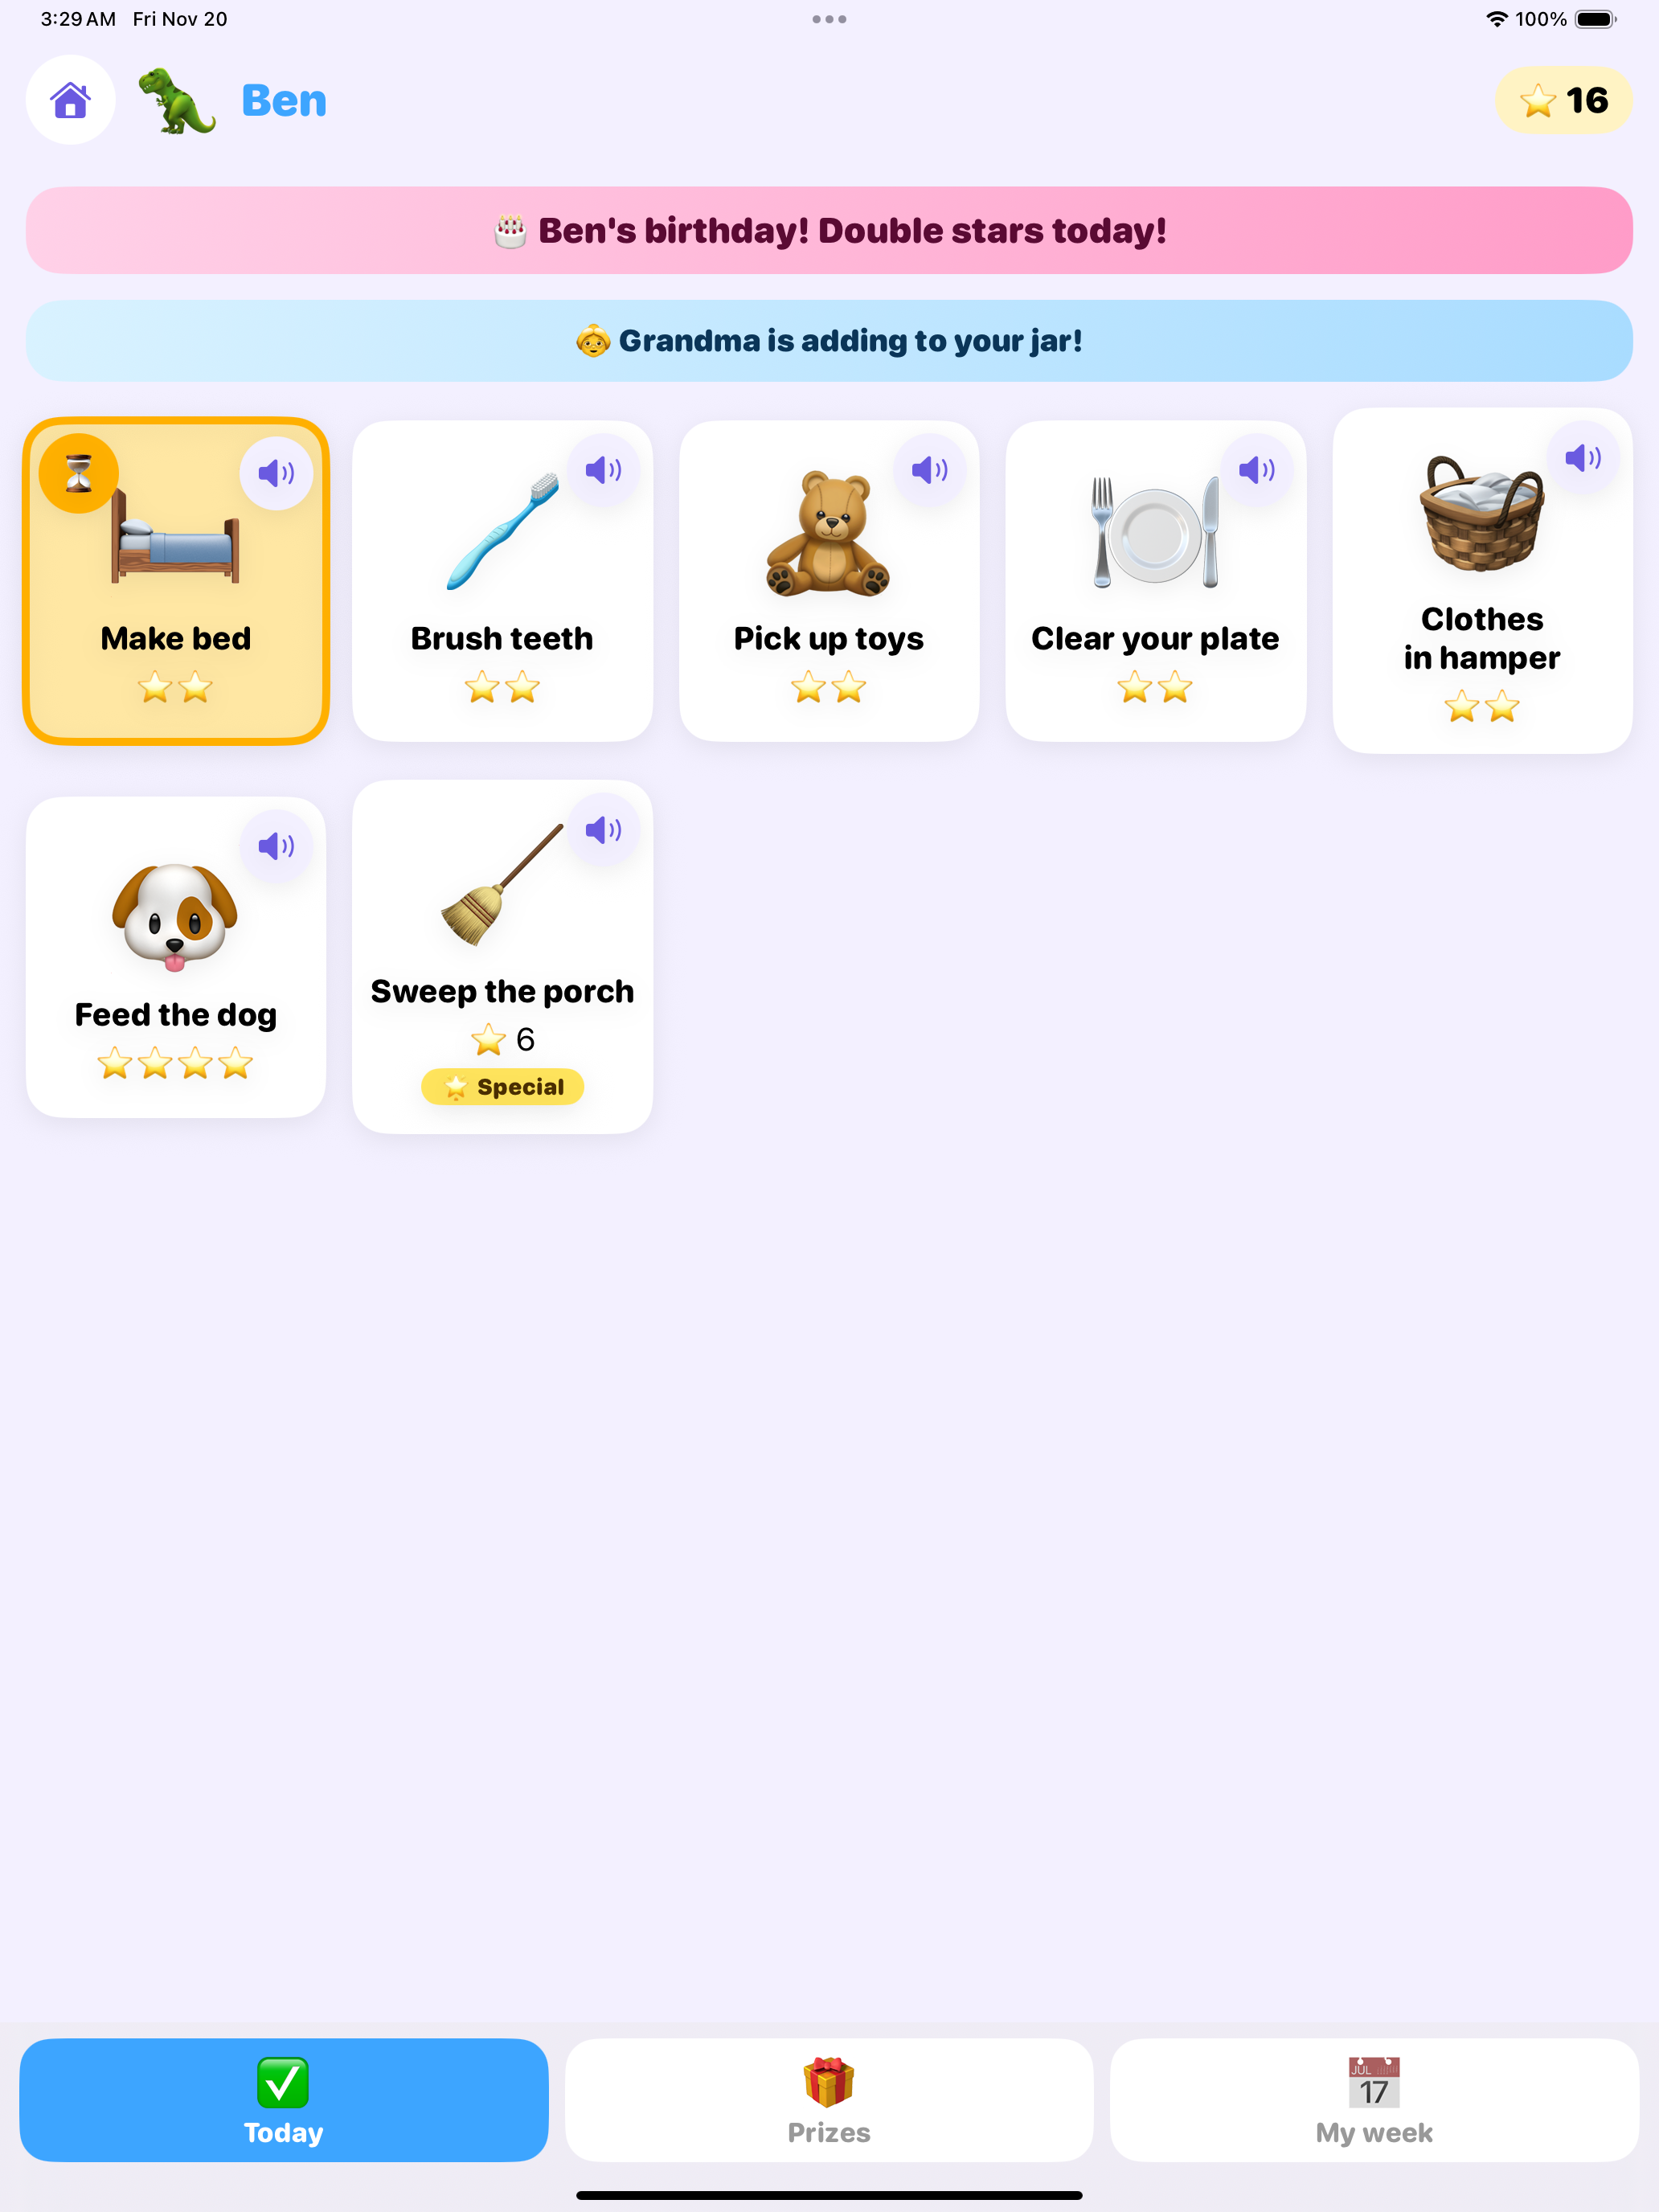 3:29 AM Fri Nov 20
100%
Ben
16
Ben's birthday! Double stars today!
Grandma is adding to your jar!
Make bed
Brush teeth
Pick up toys
Clear your plate
Clothes
in hamper
Feed the dog
Sweep the porch
6
Special
Today
Prizes
JUL
17
My week